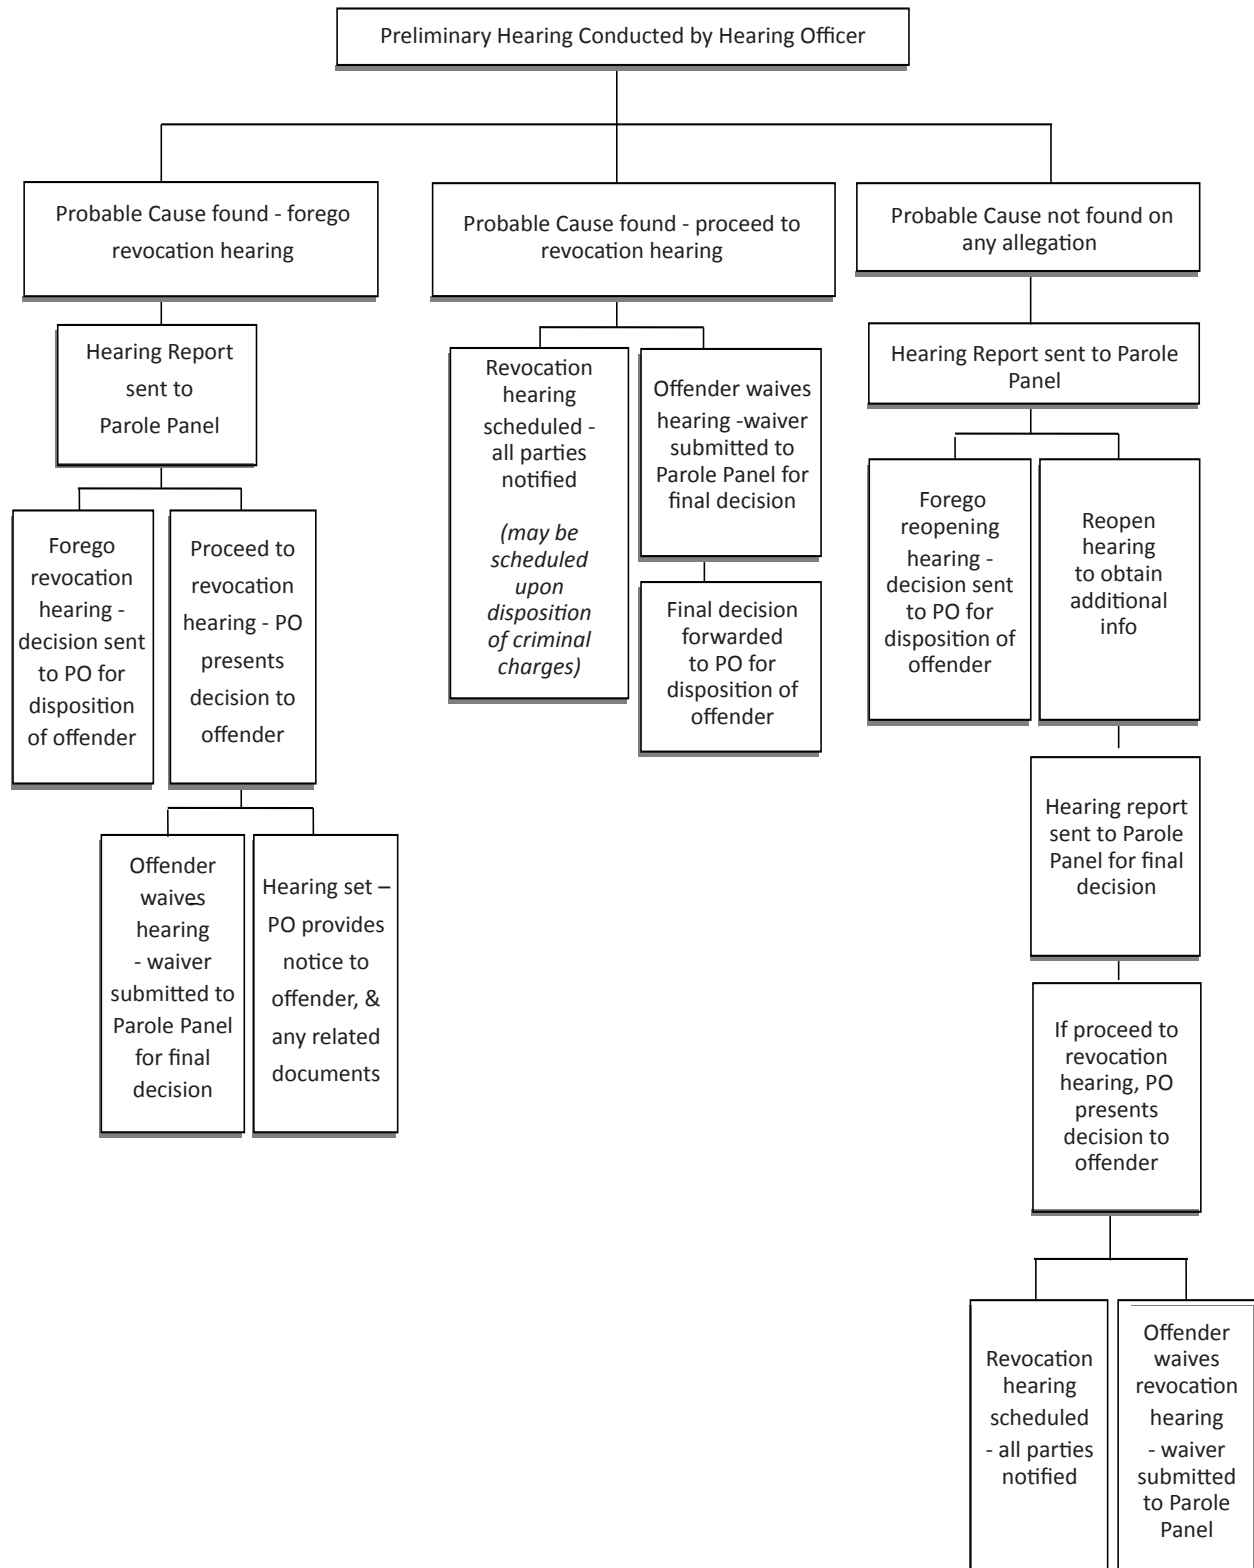 Preliminary Hearing Conducted by Hearing Officer
Probable Cause found - forego
revocation hearing
Probable Cause found - proceed to
revocation hearing
Probable Cause not found on
any allegation
Hearing Report
sent to
Parole Panel
Revocation
hearing
scheduled -
all parties
notified
(may be
scheduled
upon
disposition
of criminal
charges)
Offender waives
hearing -waiver
submitted to
Parole Panel for
final decision
Hearing Report sent to Parole
Panel
Forego
revocation
hearing -
decision sent
to PO for
disposition
of offender
Proceed to
revocation
hearing - PO
presents
decision to
offender
Final decision
forwarded
to PO for
disposition of
offender
Forego
reopening
hearing -
decision sent
to PO for
disposition of
offender
Reopen
hearing
to obtain
additional
info
Offender
waives
hearing
- waiver
submitted to
Parole Panel
for final
decision
Hearing set –
PO provides
notice to
offender, &
any related
documents
Hearing report
sent to Parole
Panel for final
decision
If proceed to
revocation
hearing, PO
presents
decision to
offender
Revocation
hearing
scheduled
- all parties
notified
Offender
waives
revocation
hearing
- waiver
submitted
to Parole
Panel